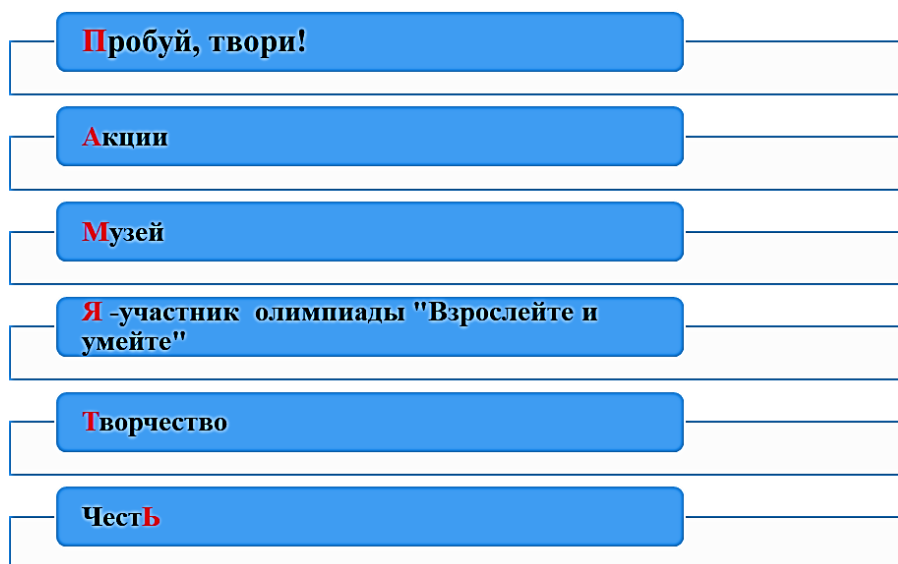 Пробуй, твори!
Акции
Музей
Я -участник  олимпиады "Взрослейте и
умейте"
Творчество
ЧестЬ